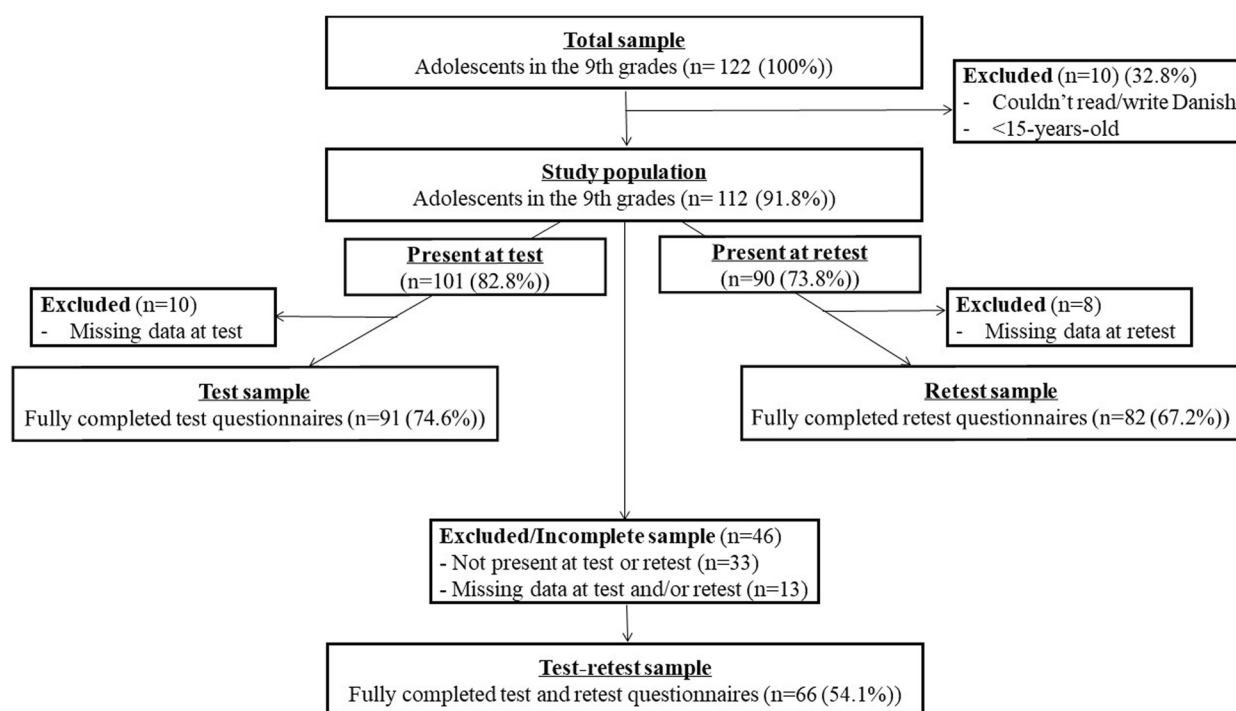 Total sample
Adolescents in the 9th grades (n= 122 (100%))
Excluded (n=10) (32.8%)
- Couldn't read/write Danish
- <15-years-old
Study population
Adolescents in the 9th grades (n= 112 (91.8%))
Present at test
(n=101 (82.8%))
Present at retest
(n=90 (73.8%))
Excluded (n=10)
- Missing data at test
Excluded (n=8)
- Missing data at retest
Test sample
Fully completed test questionnaires (n=91 (74.6%))
Retest sample
Fully completed retest questionnaires (n=82 (67.2%))
Excluded/Incomplete sample (n=46)
- Not present at test or retest (n=33)
- Missing data at test and/or retest (n=13)
Test-retest sample
Fully completed test and retest questionnaires (n=66 (54.1%))